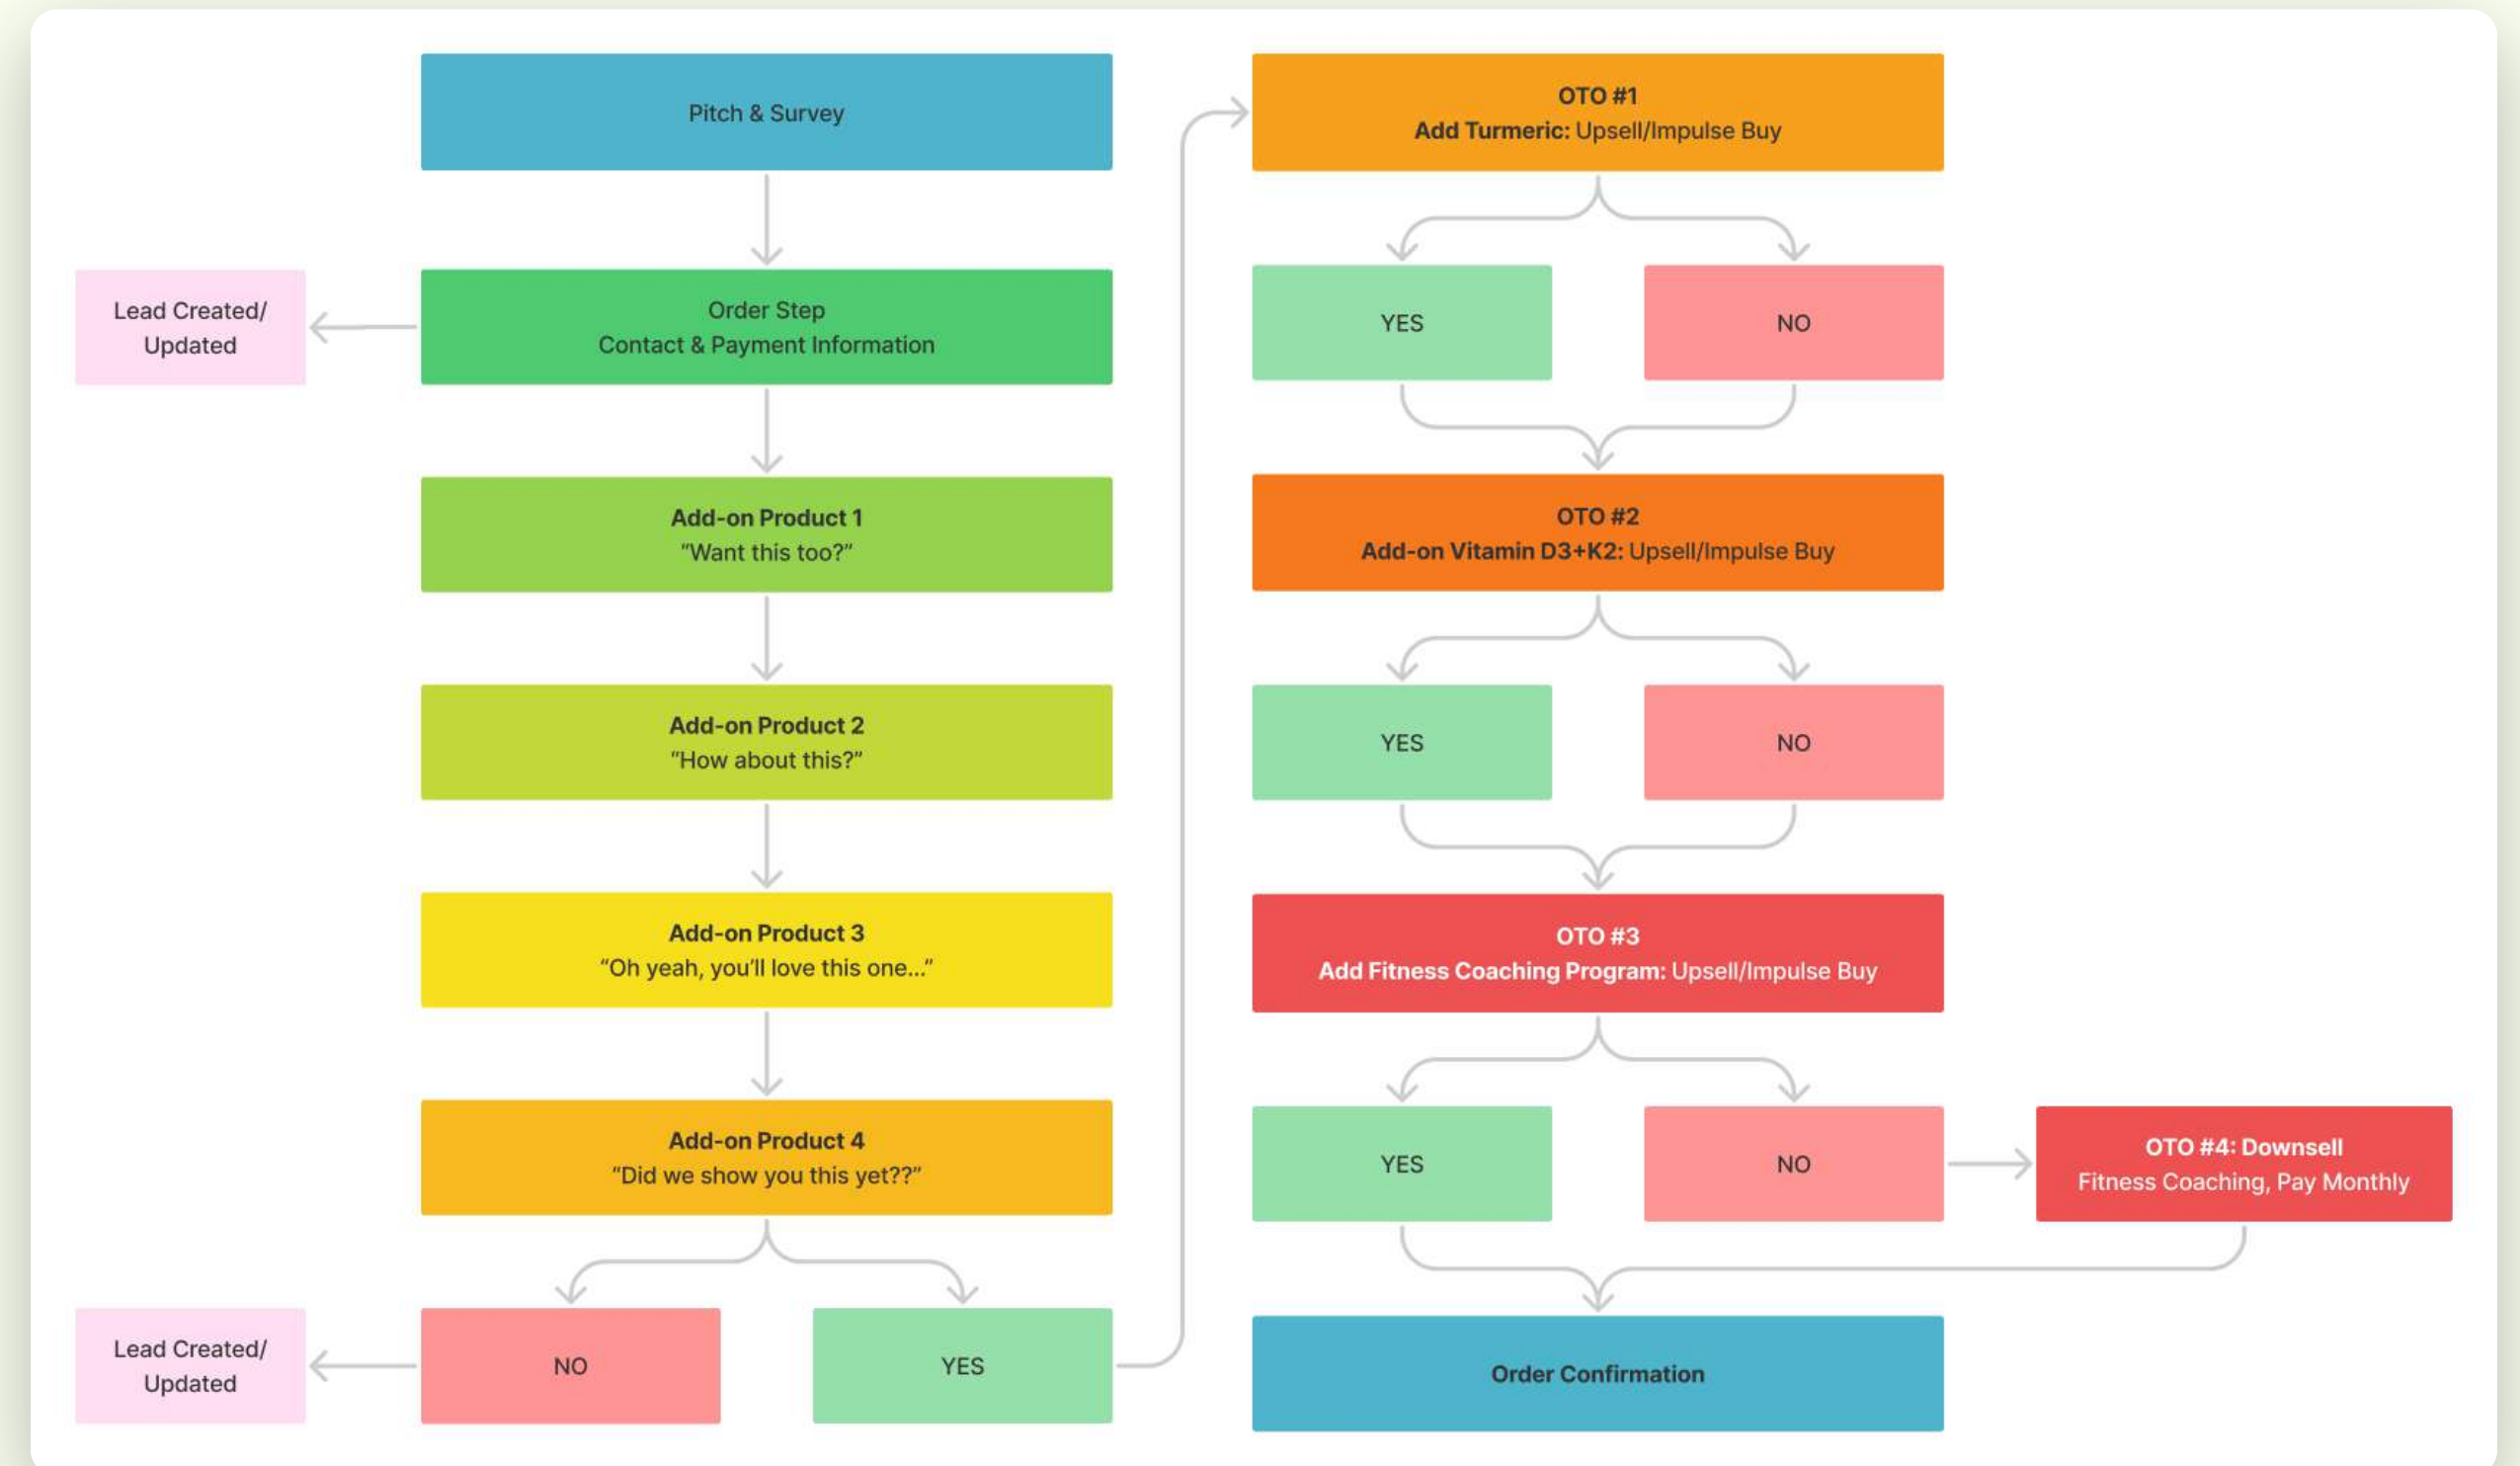 Pitch & Survey
Lead Created/
Updated
Order Step
Contact & Payment Information
Add-on Product 1
“Want this too?”
Add-on Product 2
“How about this?”
Add-on Product 3
“Oh yeah, you’ll love this one...”
Add-on Product 4
“Did we show you this yet??”
Lead Created/
Updated
NO
YES
OTO #1
Add Turmeric: Upsell/Impulse Buy
YES
NO
OTO #2
Add-on Vitamin D3+K2: Upsell/Impulse Buy
YES
NO
OTO #3
Add Fitness Coaching Program: Upsell/Impulse Buy
YES
NO
OTO #4: Downsell
Fitness Coaching, Pay Monthly
Order Confirmation